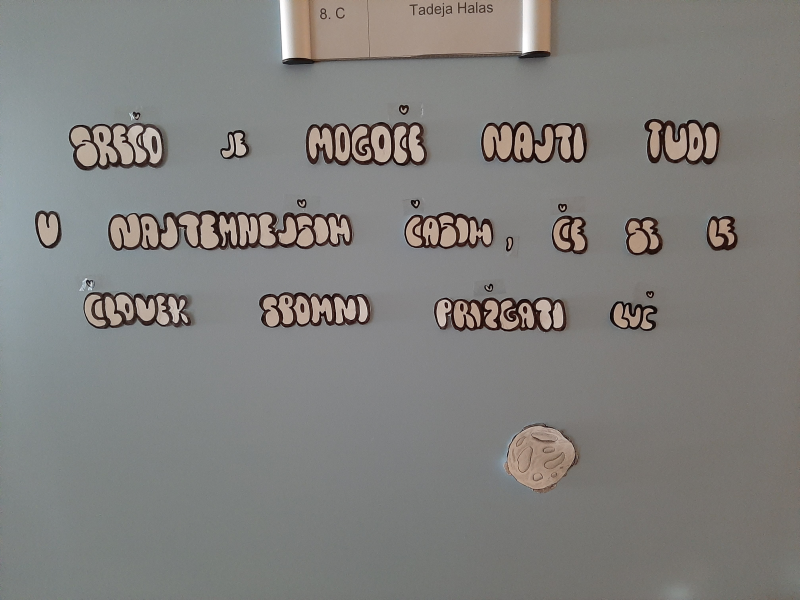 8. C Tadeja Halas
SREČO JE MOGOČE NAJTI TUDI
V NAJTEMNEJŠIH ČASIH, ČE SE LE
ČLOVEK SPOMNI PRIŽGATI LUČ